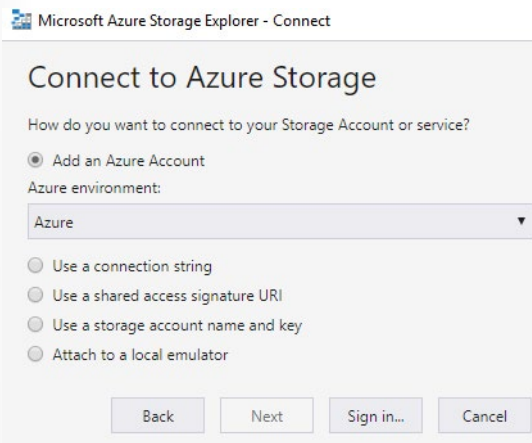 Microsoft Azure Storage Explorer - Connect
Connect to Azure Storage
How do you want to connect to your Storage Account or service?
Add an Azure Account
Azure environment:
Azure
Use a connection string
Use a shared access signature URI
Use a storage account name and key
Attach to a local emulator
Back Next Sign in... Cancel